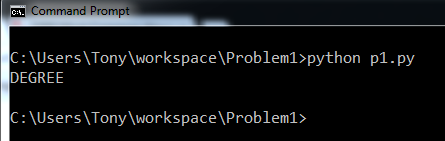 Command Prompt
C:\Users\Tony\workspace\Problem1>python p1.py
DEGREE
C:\Users\Tony\workspace\Problem1>